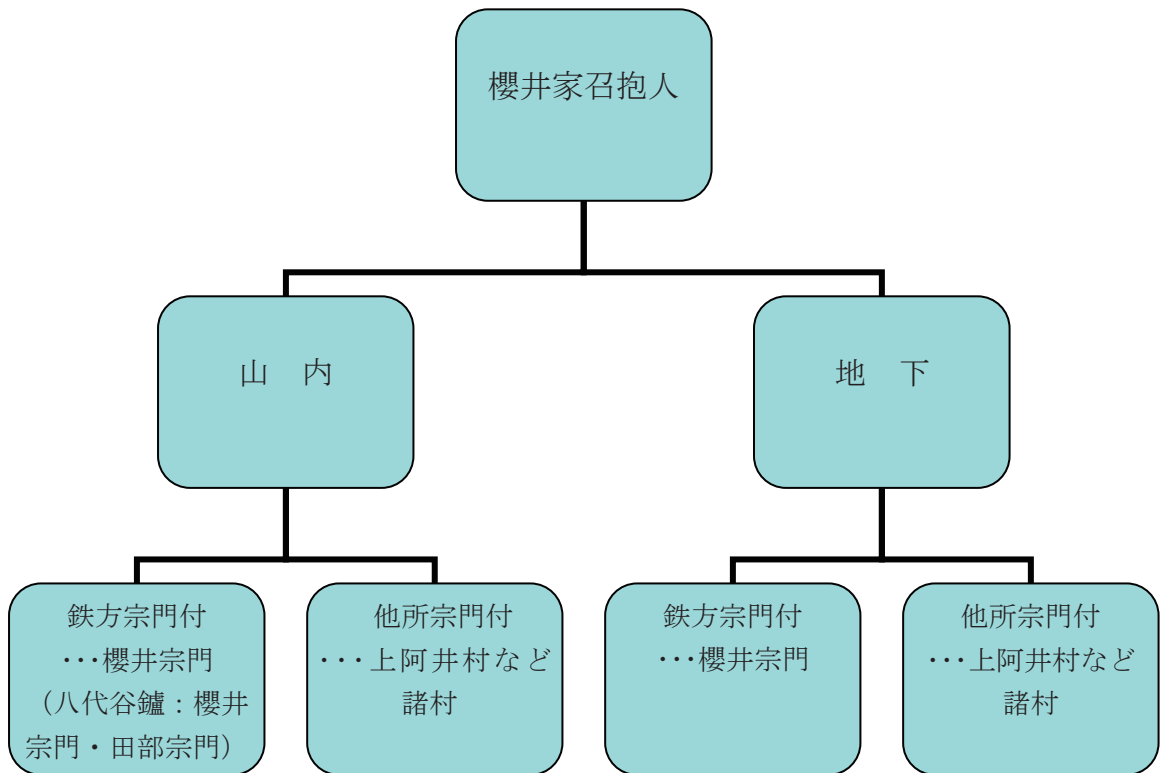 櫻井家召抱人
山　内
地　下
鉄方宗門付
・・・櫻井宗門
（八代谷鑪：櫻井
宗門・田部宗門）
他所宗門付
・・・上阿井村など
諸村
鉄方宗門付
・・・櫻井宗門
他所宗門付
・・・上阿井村など
諸村